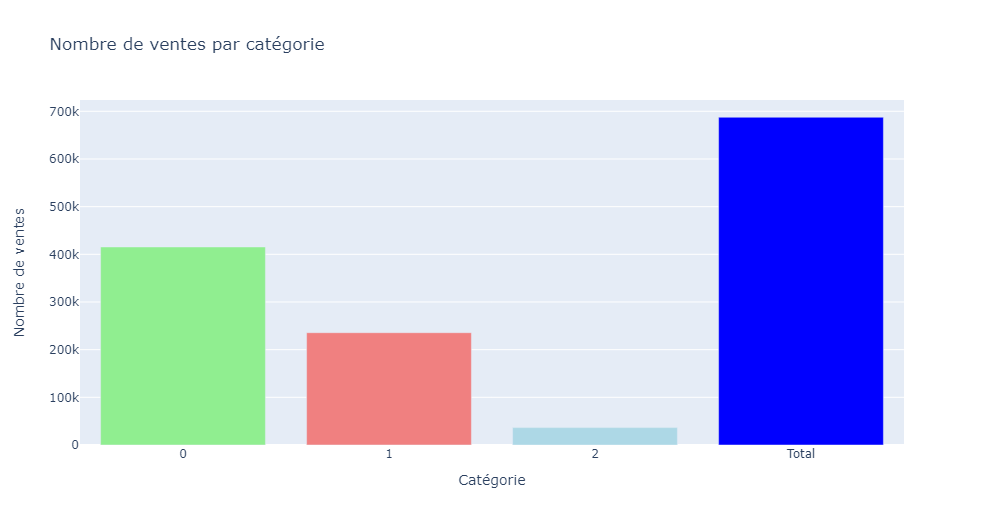 Nombre de ventes par catégorie
700k
600k
500k
400k
300k
200k
100k
0
Nombre de ventes
0 1 2 Total
Catégorie